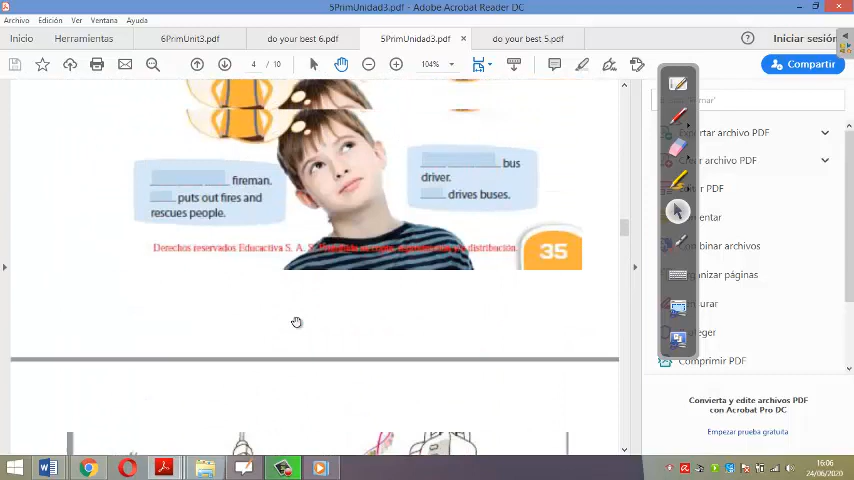 5PrimUnidad3.pdf - Adobe Acrobat Reader DC
Archivo Edición Ver Ventana Ayuda
Inicio Herramientas 6PrimUnit3.pdf do your best 6.pdf 5PrimUnidad3.pdf × do your best 5.pdf Iniciar sesión
4 / 10 104% Compartir
Exportar archivo PDF
Crear archivo PDF
PDF
Combinar archivos
Organizar páginas
Comprimir PDF
Convierta y edite archivos PDF
con Acrobat Pro DC
Empezar prueba gratuita
fireman.
puts out fires and
rescues people.
bus
driver.
drives buses.
Derechos reservados Educactiva S. A. S.
distribución.
35
16:06
24/06/2020